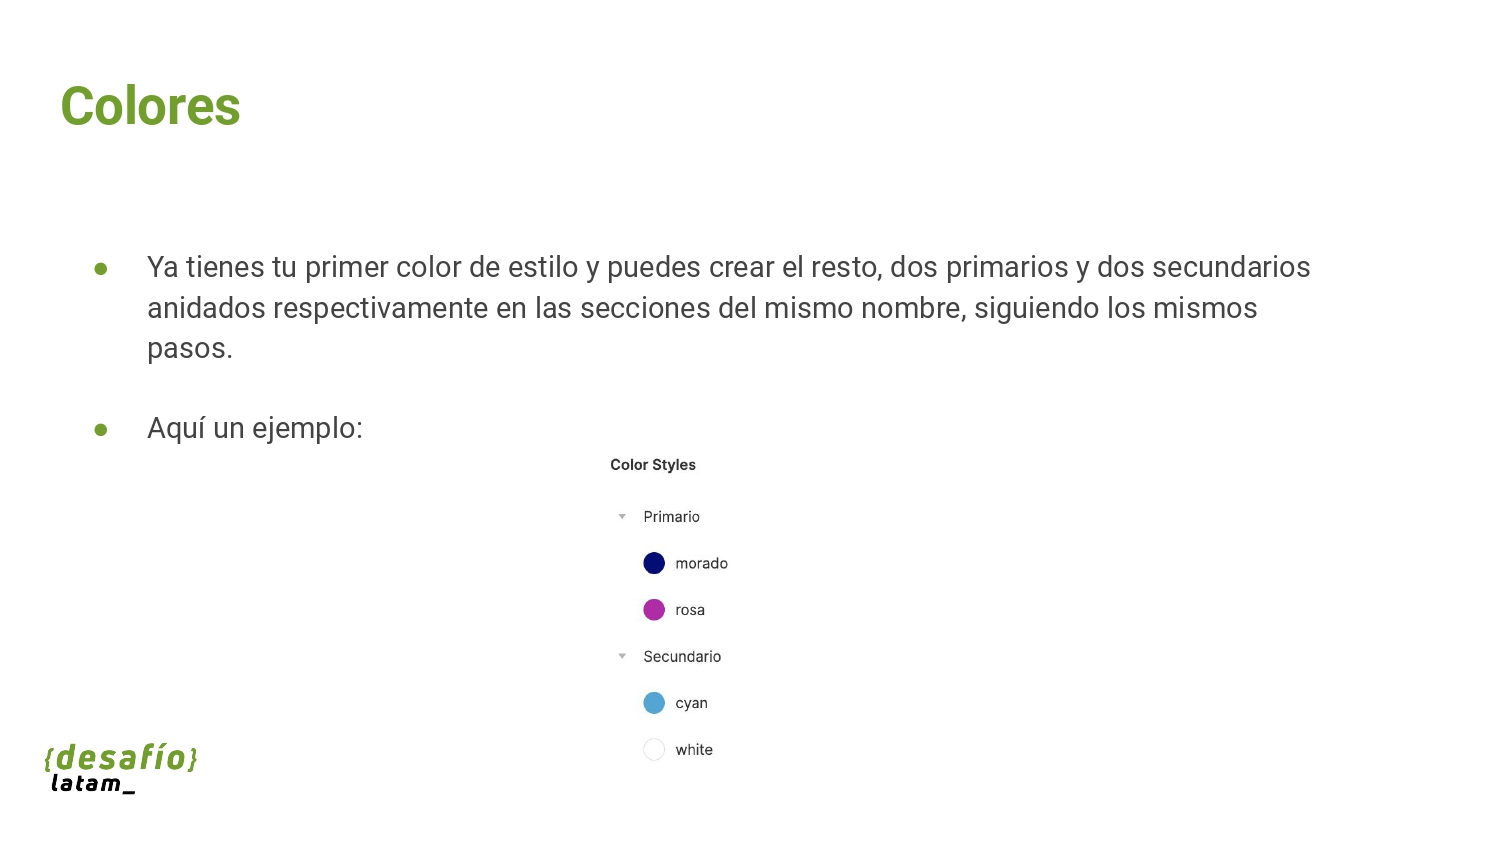 Colores
Ya tienes tu primer color de estilo y puedes crear el resto, dos primarios y dos secundarios
anidados respectivamente en las secciones del mismo nombre, siguiendo los mismos
pasos.
Aquí un ejemplo:
Color Styles
Primario
morado
rosa
Secundario
cyan
white
{desafío}
latam_